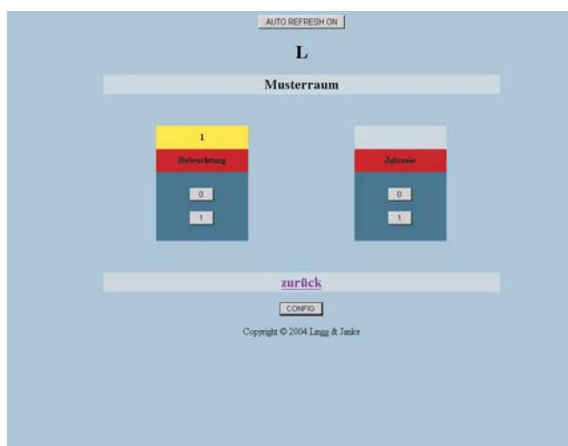 AUTO REFRESH ON
L
Musterraum
1
Beleuchtung
Jalousie
0
0
1
1
zurück
CONFIG
Copyright © 2004 Lingg & Janke